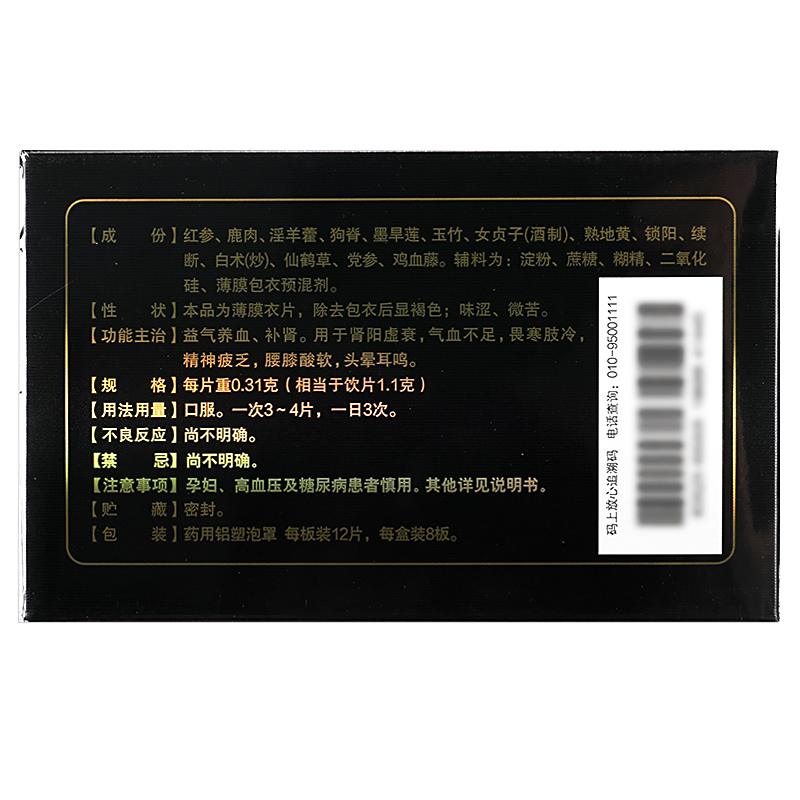 【成 份】红参、鹿肉、淫羊藿、狗脊、墨旱莲、玉竹、女贞子(酒制)、熟地黄、锁阳、续
断、白术(炒)、仙鹤草、党参、鸡血藤。辅料为：淀粉、蔗糖、糊精、二氧化
硅、薄膜包衣预混剂。
【性 状】本品为薄膜衣片，除去包衣后显褐色；味涩、微苦。
【功能主治】益气养血、补肾。用于肾阳虚衰，气血不足，畏寒肢冷，
精神疲乏，腰膝酸软，头晕耳鸣。
【规 格】每片重0.31克（相当于饮片1.1克）
【用法用量】口服。一次3～4片，一日3次。
【不良反应】尚不明确。
【禁 忌】尚不明确。
【注意事项】孕妇、高血压及糖尿病患者慎用。其他详见说明书。
【贮 藏】密封。
【包 装】药用铝塑泡罩 每板装12片，每盒装8板。
码上放心追溯码 电话查询：010-95001111